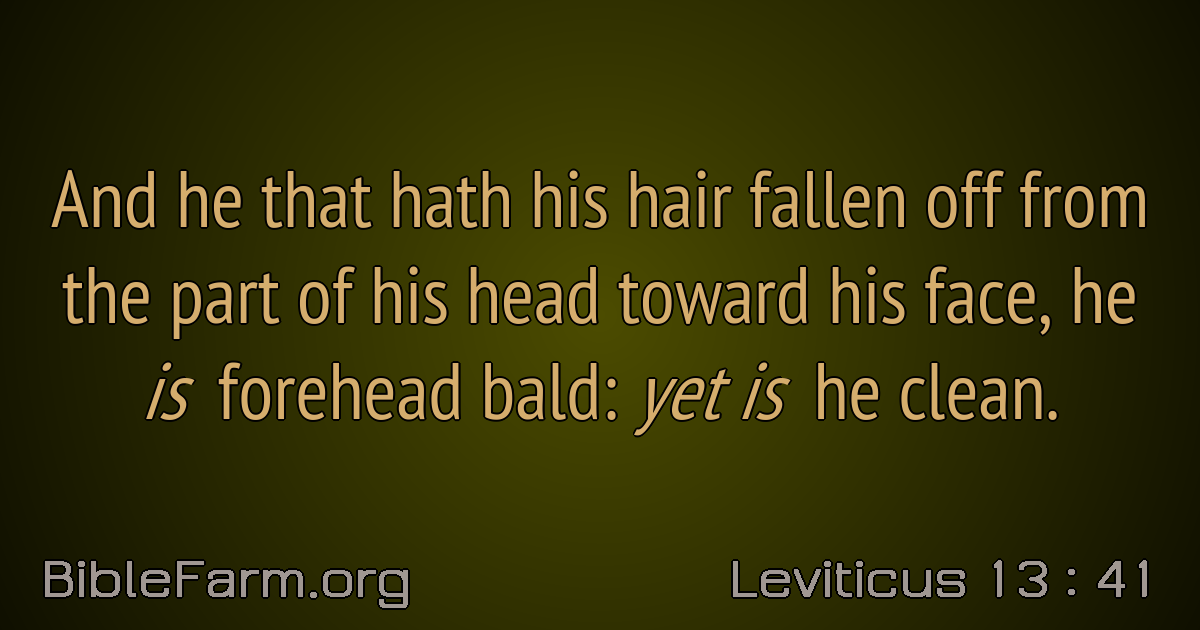 And he that hath his hair fallen off from
the part of his head toward his face, he
is forehead bald: yet is he clean.
BibleFarm.org
Leviticus 13 : 41